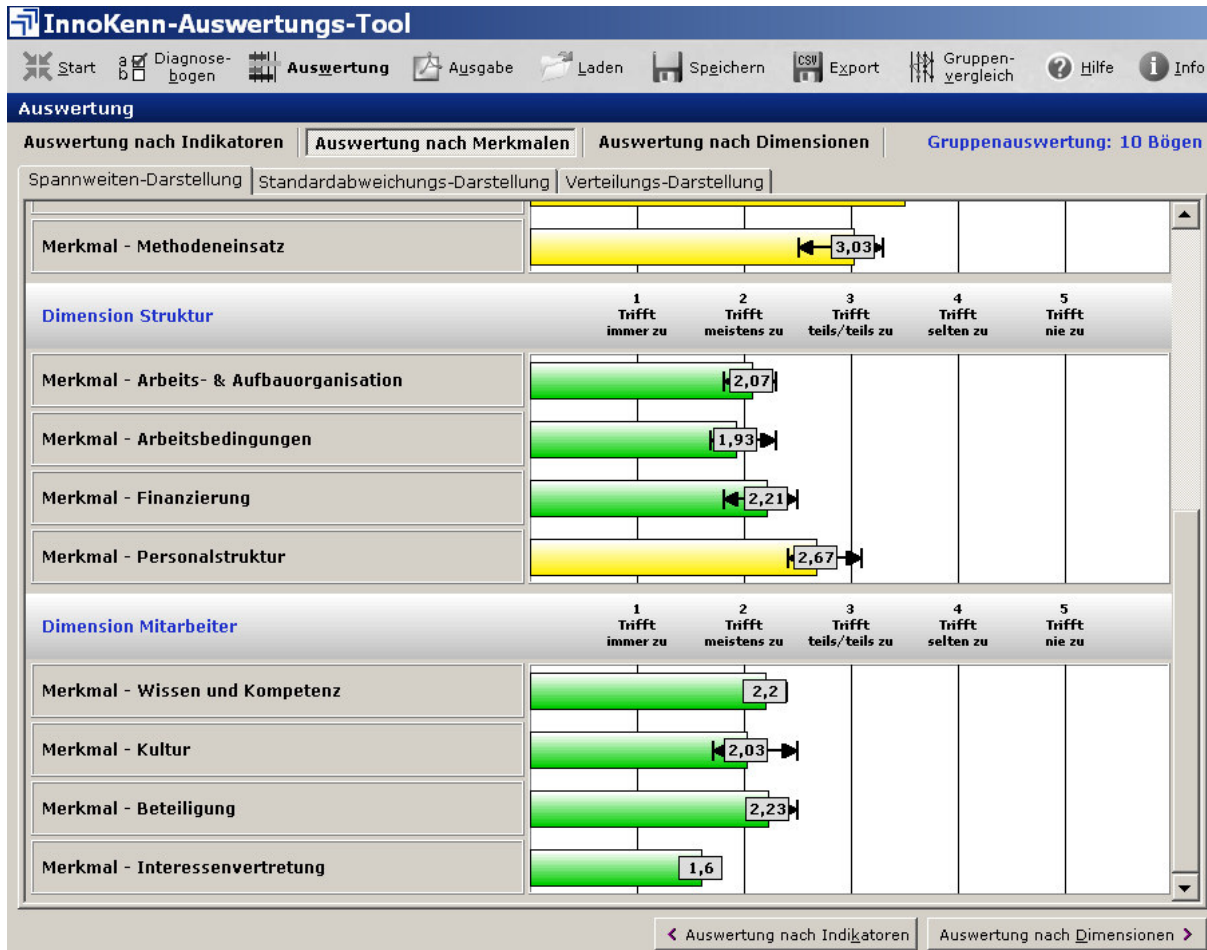 InnoKenn-Auswertungs-Tool
Start
a
b
Diagnose-
bogen
Auswertung
Ausgabe
Laden
Speichern
CSV
Export
Gruppen-
vergleich
Hilfe
Info
Auswertung
Auswertung nach Indikatoren
Auswertung nach Merkmalen
Auswertung nach Dimensionen
Gruppenauswertung: 10 Bögen
Spannweiten-Darstellung
Standardabweichungs-Darstellung
Verteilungs-Darstellung
Merkmal - Methodeneinsatz
3,03
Dimension Struktur
1
Trifft
immer zu
2
Trifft
meistens zu
3
Trifft
teils/teils zu
4
Trifft
selten zu
5
Trifft
nie zu
Merkmal - Arbeits- & Aufbauorganisation
2,07
Merkmal - Arbeitsbedingungen
1,93
Merkmal - Finanzierung
2,21
Merkmal - Personalstruktur
2,67
Dimension Mitarbeiter
1
Trifft
immer zu
2
Trifft
meistens zu
3
Trifft
teils/teils zu
4
Trifft
selten zu
5
Trifft
nie zu
Merkmal - Wissen und Kompetenz
2,2
Merkmal - Kultur
2,03
Merkmal - Beteiligung
2,23
Merkmal - Interessenvertretung
1,6
Auswertung nach Indikatoren
Auswertung nach Dimensionen